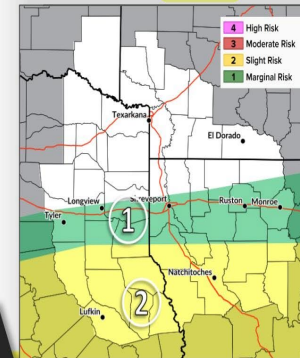 4 High Risk
3 Moderate Risk
2 Slight Risk
1 Marginal Risk
Texarkana
El Dorado
Longview
Shreveport
Ruston
Monroe
Tyler
1
Natchitoches
2
Lufkin